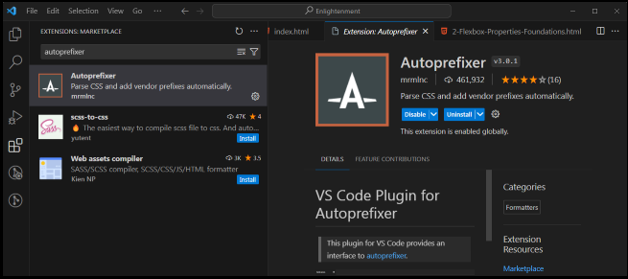 File Edit Selection View Go ...
Enlightenment
EXTENSIONS: MARKETPLACE
autoprefixer
Autoprefixer
Parse CSS and add vendor prefixes automatically.
mrmlnc
scss-to-css
47K ★ 4
🔥 The easiest way to compile scss file to css. And auto...
yutent
Install
Web assets compiler
3K ★ 3.5
SASS/SCSS compiler, SCSS/CSS/JS/HTML formatter
Kien NP
Install
index.html
Extension: Autoprefixer
2-Flexbox-Properties-Foundations.html
Autoprefixer v3.0.1
mrmlnc
461,932
(16)
Parse CSS and add vendor prefixes automatically.
Disable
Uninstall
This extension is enabled globally.
DETAILS FEATURE CONTRIBUTIONS
VS Code Plugin for
Autoprefixer
This plugin for VS Code provides an
interface to autoprefixer.
Categories
Formatters
Extension
Resources
Marketplace